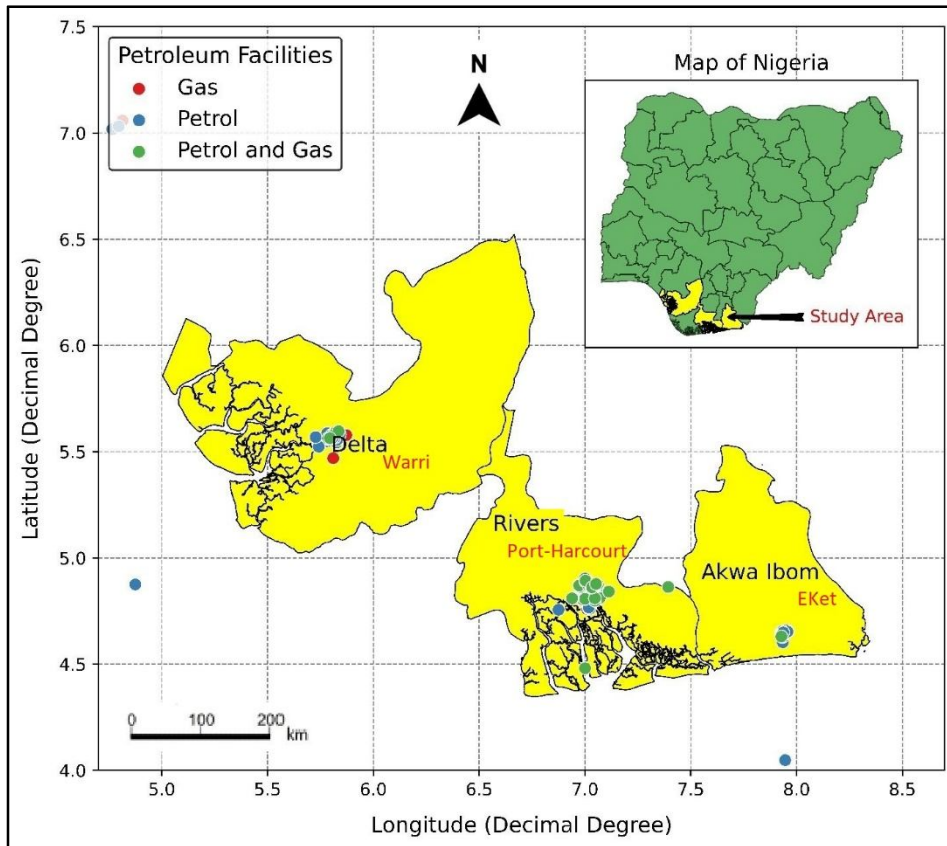 Petroleum Facilities
Gas
Petrol
Petrol and Gas
N
Map of Nigeria
Study Area
Delta
Warri
Rivers
Port-Harcourt
Akwa Ibom
EKet
0 100 200
km
7.5
7.0
6.5
6.0
5.5
5.0
4.5
4.0
Latitude (Decimal Degree)
5.0 5.5 6.0 6.5 7.0 7.5 8.0 8.5
Longitude (Decimal Degree)